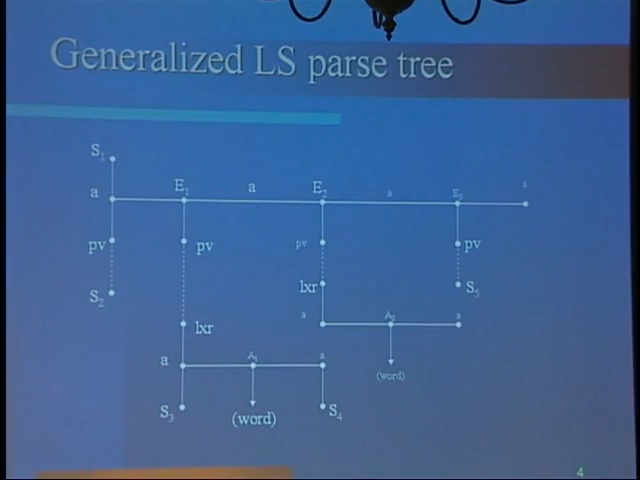 Generalized LS parse tree
S₁
a E₁ a E₂ a E₃ a
pv pv pv pv
S₂ lxr S₅
a A₂ a
lxr
(word)
a A₁ a
S₃ (word) S₄
4